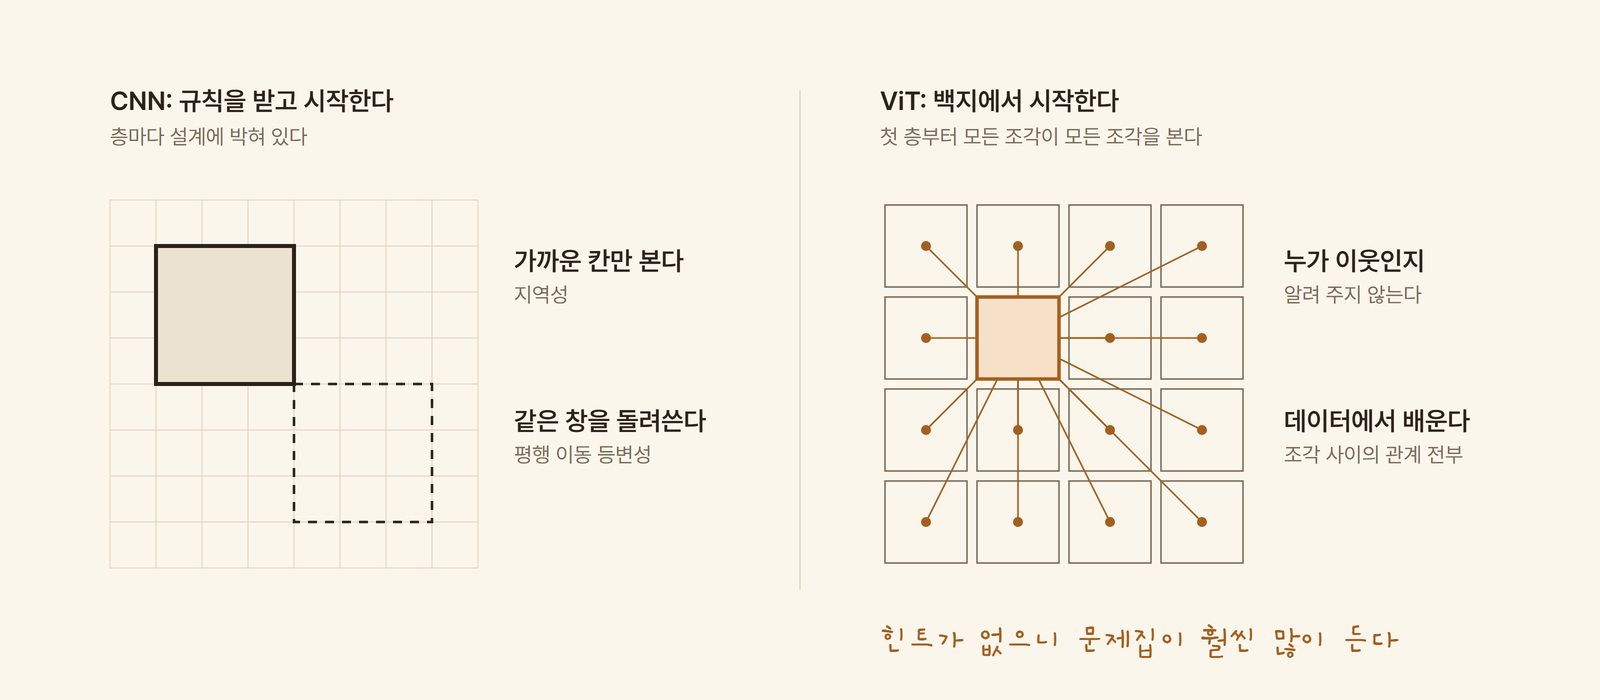 CNN: 규칙을 받고 시작한다
층마다 설계에 박혀 있다
가까운 칸만 본다
지역성
같은 창을 돌려쓴다
평행 이동 등변성
ViT: 백지에서 시작한다
첫 층부터 모든 조각이 모든 조각을 본다
누가 이웃인지
알려 주지 않는다
데이터에서 배운다
조각 사이의 관계 전부
힌트가 없으니 문제집이 훨씬 많이 든다